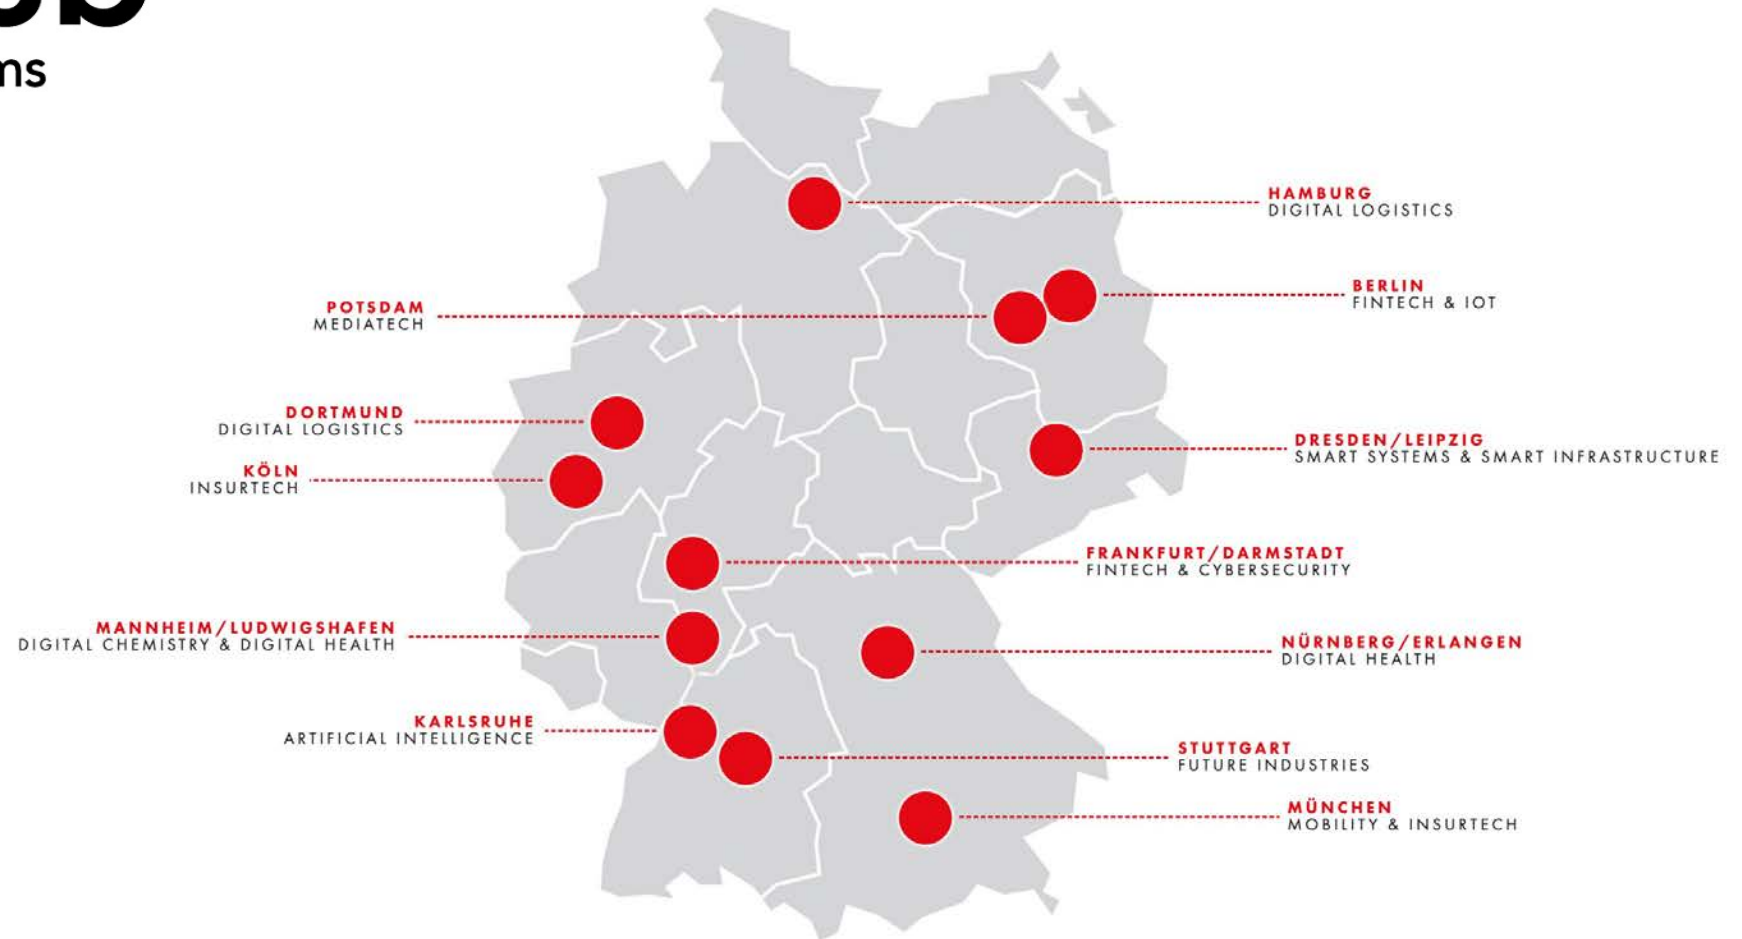 ms
HAMBURG
DIGITAL LOGISTICS
BERLIN
FINTECH & IOT
POTSDAM
MEDIATECH
DORTMUND
DIGITAL LOGISTICS
KÖLN
INSURTECH
DRESDEN/LEIPZIG
SMART SYSTEMS & SMART INFRASTRUCTURE
FRANKFURT/DARMSTADT
FINTECH & CYBERSECURITY
MANNHEIM/LUDWIGSHAFEN
DIGITAL CHEMISTRY & DIGITAL HEALTH
NÜRNBERG/ERLANGEN
DIGITAL HEALTH
KARLSRUHE
ARTIFICIAL INTELLIGENCE
STUTTGART
FUTURE INDUSTRIES
MÜNCHEN
MOBILITY & INSURTECH